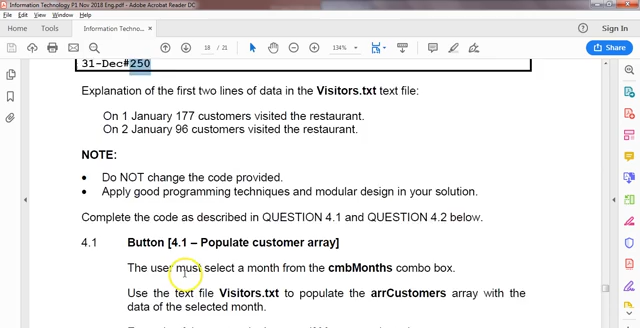 Information Technology P1 Nov 2018 Eng.pdf - Adobe Acrobat Reader DC
File Edit View Window Help
Home Tools Information Techno... × Sign In
18 / 21 134% Share
31-Dec#250
Explanation of the first two lines of data in the Visitors.txt text file:
On 1 January 177 customers visited the restaurant.
On 2 January 96 customers visited the restaurant.
NOTE:
• Do NOT change the code provided.
• Apply good programming techniques and modular design in your solution.
Complete the code as described in QUESTION 4.1 and QUESTION 4.2 below.
4.1 Button [4.1 – Populate customer array]
The user must select a month from the cmbMonths combo box.
Use the text file Visitors.txt to populate the arrCustomers array with the
data of the selected month.